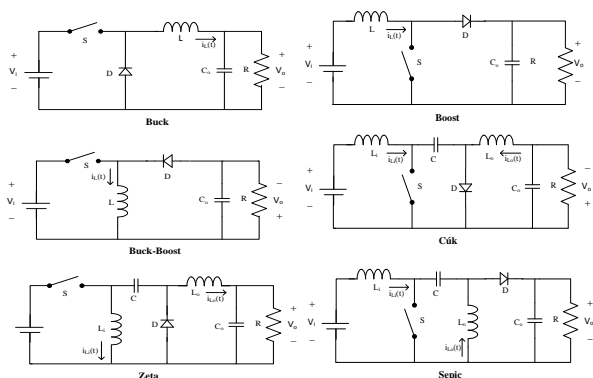 S
L
iL(t)
+
Vi
−
D
Co
R
+
Vo
−
Buck
L
iL(t)
D
+
Vi
−
S
Co
R
+
Vo
−
Boost
S
D
+
Vi
−
iL(t)
L
Co
R
−
Vo
+
Buck-Boost
Li
iLi(t)
C
Lo
iLo(t)
+
Vi
−
S
D
Co
R
−
Vo
+
Cúk
S
C
Lo
iLo(t)
+
Vi
−
Li
iLi(t)
D
Co
R
+
Vo
−
Zeta
Li
iLi(t)
C
D
+
Vi
−
S
Lo
iLo(t)
Co
R
+
Vo
−
Sepic